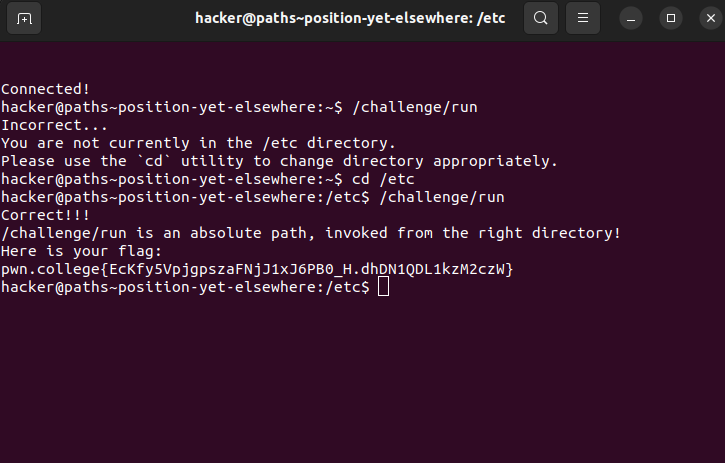 hacker@paths~position-yet-elsewhere: /etc
Connected!
hacker@paths~position-yet-elsewhere:~$ /challenge/run
Incorrect...
You are not currently in the /etc directory.
Please use the `cd` utility to change directory appropriately.
hacker@paths~position-yet-elsewhere:~$ cd /etc
hacker@paths~position-yet-elsewhere:/etc$ /challenge/run
Correct!!!
/challenge/run is an absolute path, invoked from the right directory!
Here is your flag:
pwn.college{EcKfy5VpjgpszaFNjJ1xJ6PB0_H.dhDN1QDL1kzM2czW}
hacker@paths~position-yet-elsewhere:/etc$